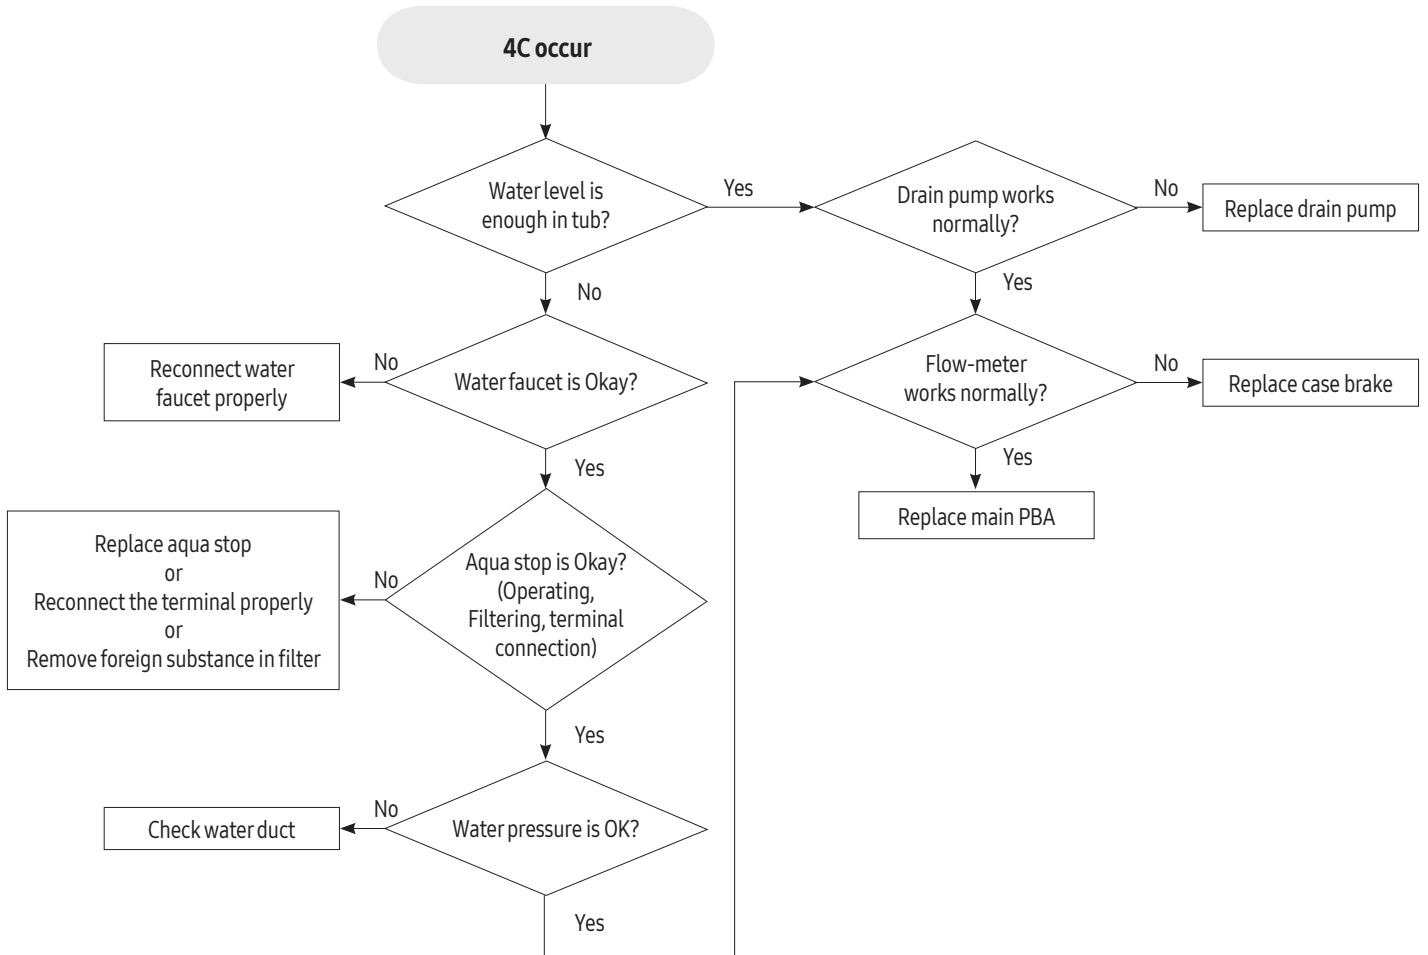 4C occur
Water level is
enough in tub?
Yes
Drain pump works
normally?
No
Replace drain pump
No
Yes
Reconnect water
faucet properly
No
Water faucet is Okay?
Flow-meter
works normally?
No
Replace case brake
Yes
Yes
Replace main PBA
Replace aqua stop
or
Reconnect the terminal properly
or
Remove foreign substance in filter
No
Aqua stop is Okay?
(Operating,
Filtering, terminal
connection)
Yes
Check water duct
No
Water pressure is OK?
Yes